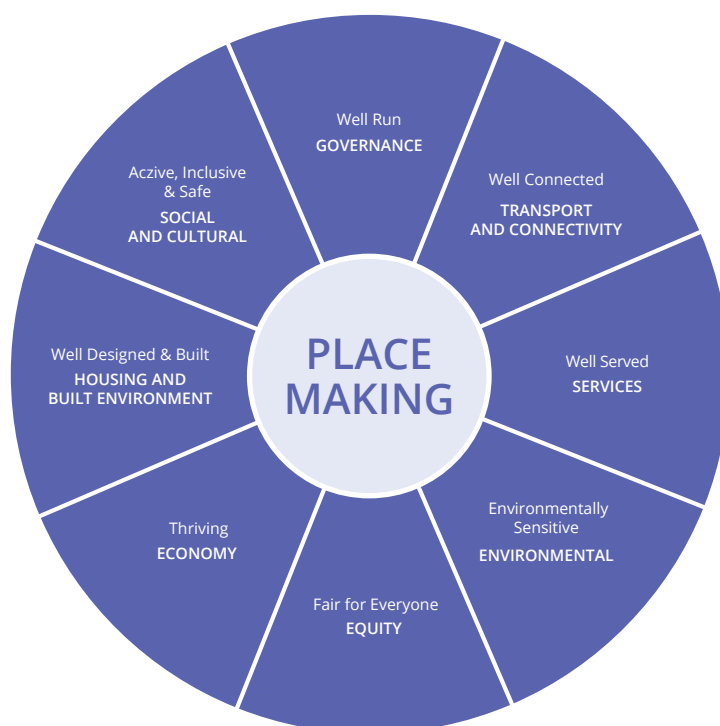 Well Run
GOVERNANCE
Well Connected
TRANSPORT
AND CONNECTIVITY
Well Served
SERVICES
Environmentally
Sensitive
ENVIRONMENTAL
Fair for Everyone
EQUITY
Thriving
ECONOMY
Well Designed & Built
HOUSING AND
BUILT ENVIRONMENT
Aczive, Inclusive
& Safe
SOCIAL
AND CULTURAL
PLACE
MAKING